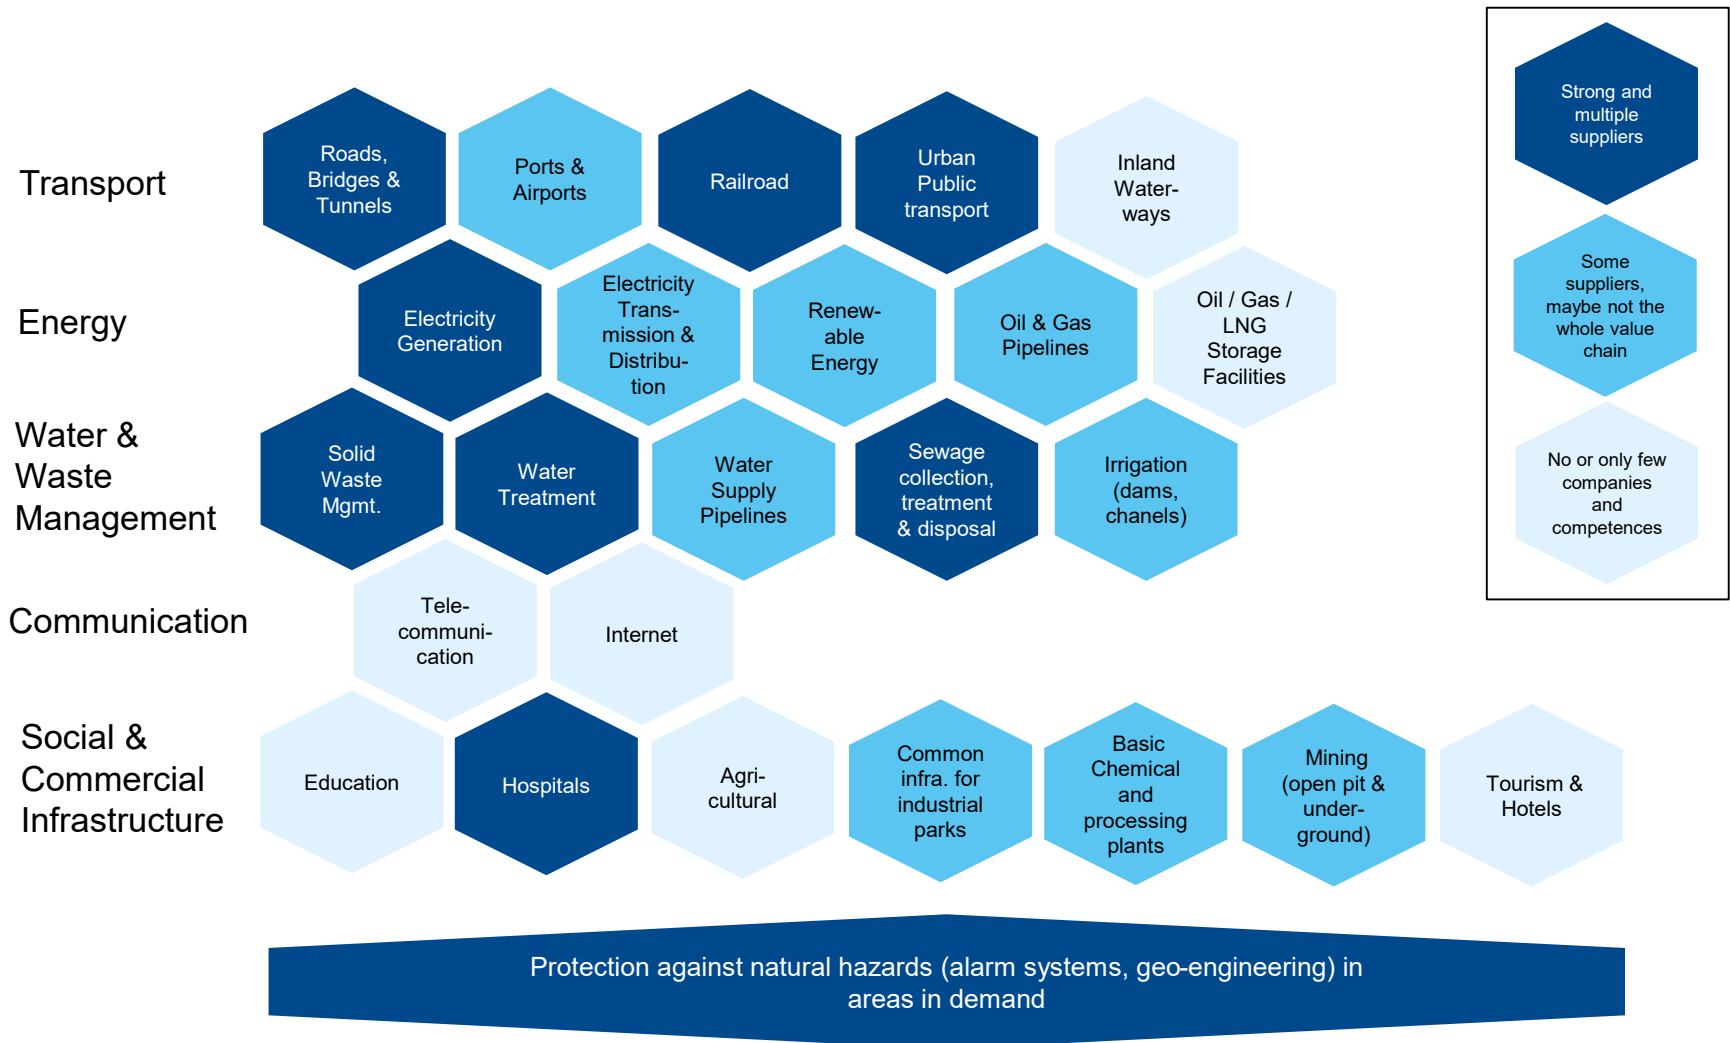 Transport
Roads,
Bridges &
Tunnels
Ports &
Airports
Railroad
Urban
Public
transport
Inland
Water-
ways
Energy
Electricity
Generation
Electricity
Trans-
mission &
Distribu-
tion
Renew-
able
Energy
Oil & Gas
Pipelines
Oil / Gas /
LNG
Storage
Facilities
Water &
Waste
Management
Solid
Waste
Mgmt.
Water
Treatment
Water
Supply
Pipelines
Sewage
collection,
treatment
& disposal
Irrigation
(dams,
chanels)
Communication
Tele-
communi-
cation
Internet
Social &
Commercial
Infrastructure
Education
Hospitals
Agri-
cultural
Common
infra. for
industrial
parks
Basic
Chemical
and
processing
plants
Mining
(open pit &
under-
ground)
Tourism &
Hotels
Protection against natural hazards (alarm systems, geo-engineering) in
areas in demand
Strong and
multiple
suppliers
Some
suppliers,
maybe not the
whole value
chain
No or only few
companies
and
competences